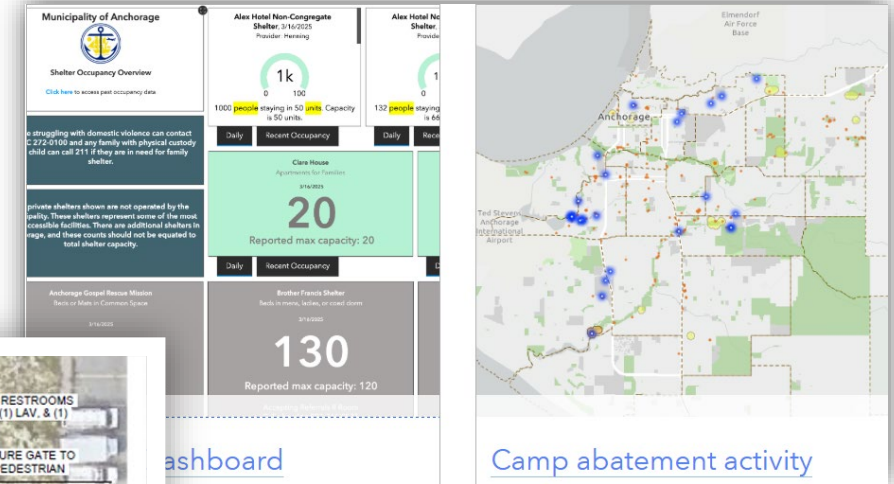 Municipality of Anchorage
Shelter Occupancy Overview
Click here to access past occupancy data
e struggling with domestic violence can contact
C 272-0100 and any family with physical custody
child can call 211 if they are in need for family
shelter.
private shelters shown are not operated by the
ipality. These shelters represent some of the most
ccessible facilities. There are additional shelters in
rage, and these counts should not be equated to
total shelter capacity.
Anchorage Gospel Rescue Mission
Beds or Mats in Common Space
3/16/2025
Alex Hotel Non-Congregate
Shelter, 3/16/2025
Provider: Henning
1k
0 100
1000 people staying in 50 units. Capacity
is 50 units.
Daily Recent Occupancy
Clare House
Apartments for Families
3/16/2025
20
Reported max capacity: 20
Daily Recent Occupancy
Brother Francis Shelter
Beds in mens, ladies, or coed dorm
3/16/2025
130
Reported max capacity: 120
Alex Hotel No
Shelter,
Provide
1
0
132 people staying
is 66
Daily Rece
D
Elmendorf
Air Force
Base
Anchorage
Ted Stevens
Anchorage
International
Airport
RESTROOMS
(1) LAV, & (1)
URE GATE TO
PEDESTRIAN
ashboard
Camp abatement activity